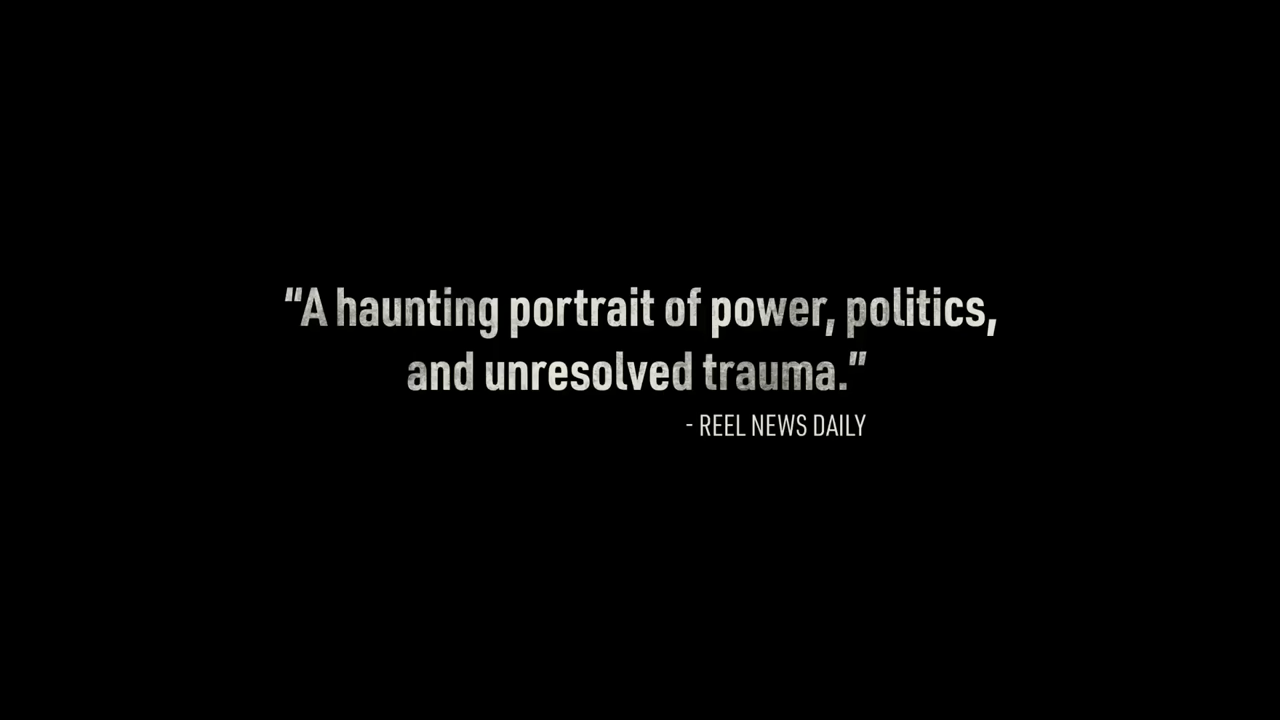 “A haunting portrait of power, politics,
and unresolved trauma.”
- REEL NEWS DAILY